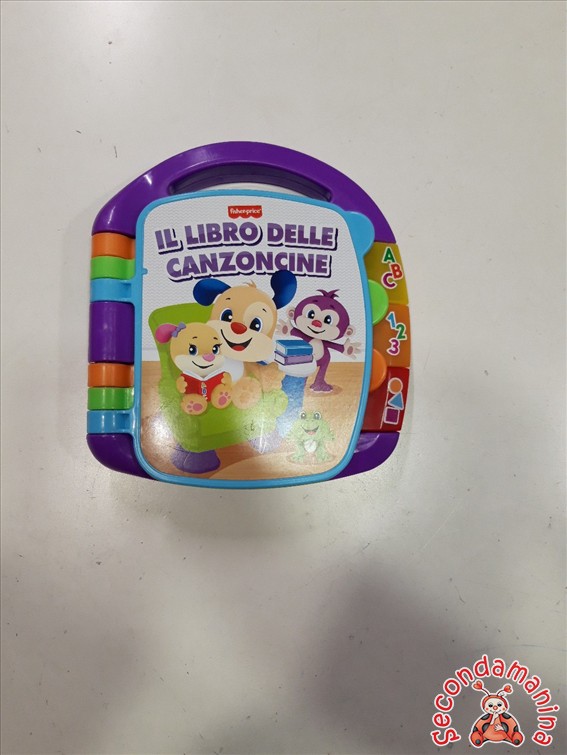 Fisher-Price
IL LIBRO DELLE
CANZONCINE
A
B
C
1
2
3
Secondamanina